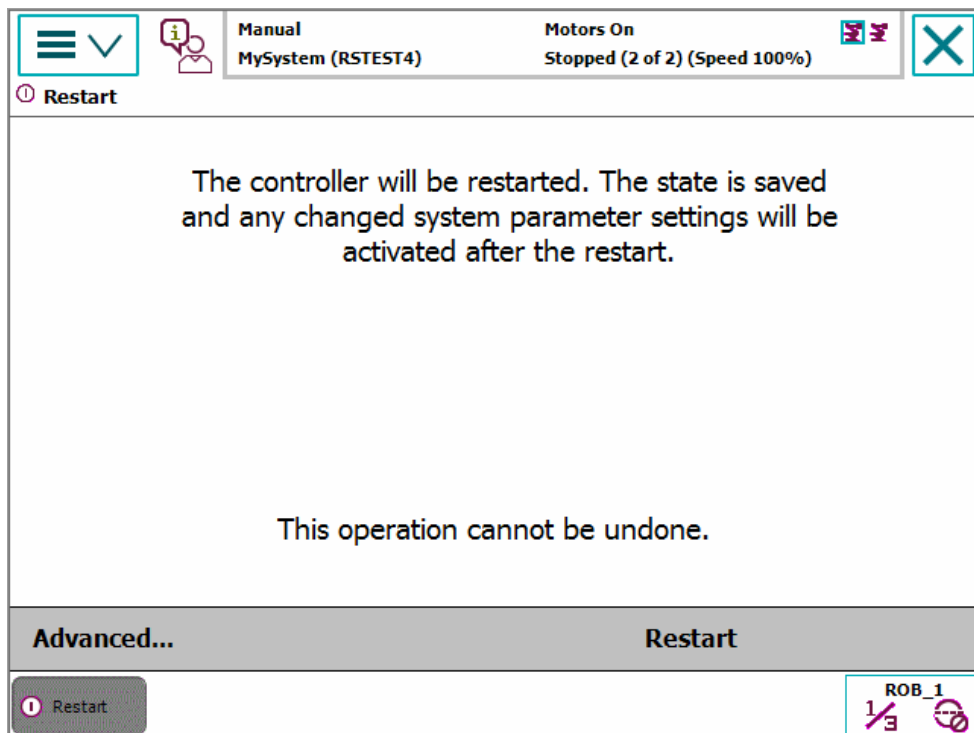 Manual
MySystem (RSTEST4)
Motors On
Stopped (2 of 2) (Speed 100%)
Restart
The controller will be restarted. The state is saved
and any changed system parameter settings will be
activated after the restart.
This operation cannot be undone.
Advanced...
Restart
Restart
ROB_1
1/3